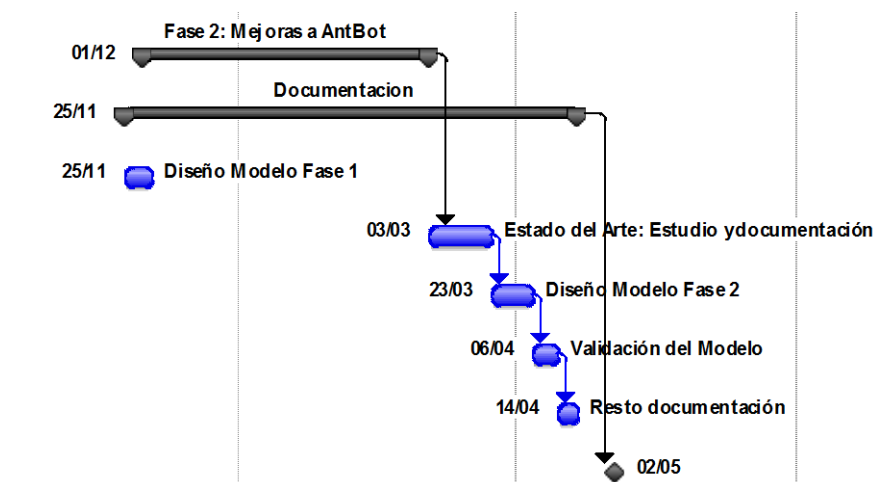 Fase 2: Mejoras a AntBot
01/12
Documentacion
25/11
25/11 Diseño Modelo Fase 1
03/03 Estado del Arte: Estudio ydocumentación
23/03 Diseño Modelo Fase 2
06/04 Validación del Modelo
14/04 Resto documentación
02/05